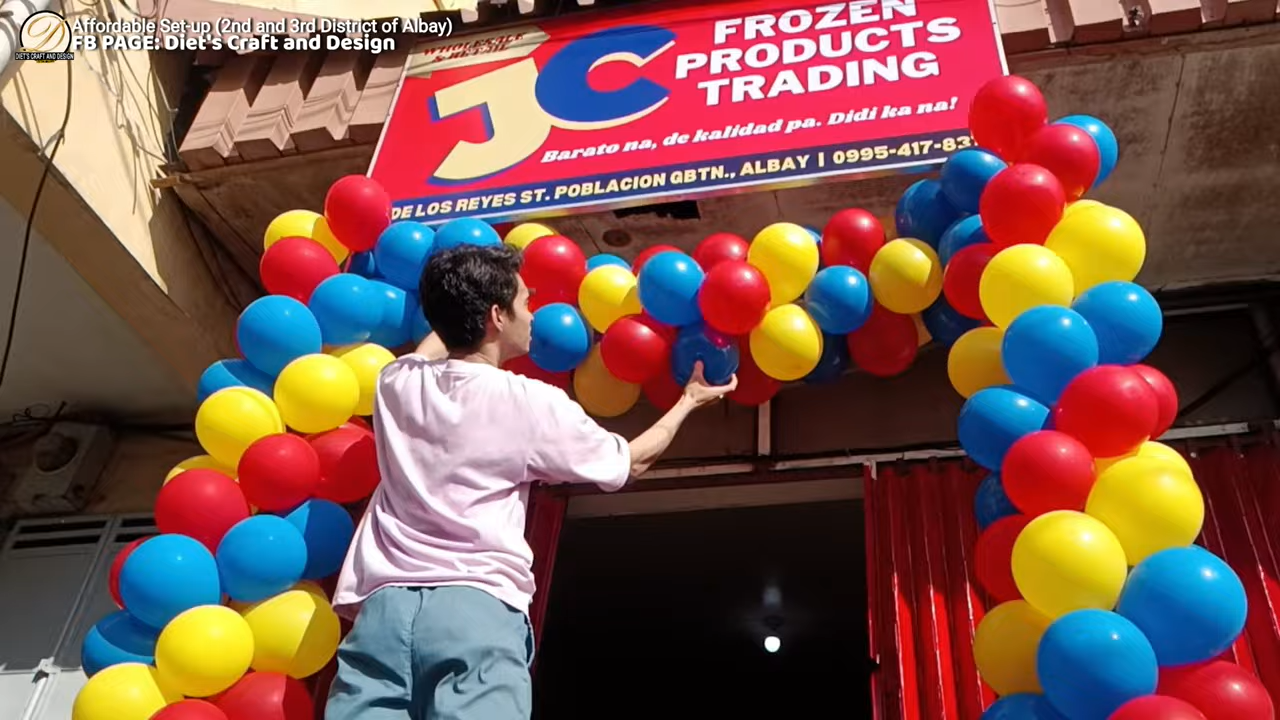 Affordable Set-up (2nd and 3rd District of Albay)
FB PAGE: Diet's Craft and Design
DIET'S CRAFT AND DESIGN
WHOLESALE
JC
FROZEN
PRODUCTS
TRADING
Barato na, de kalidad pa. Didi ka na!
DE LOS REYES ST. POBLACION GBTN., ALBAY | 0995-417-83